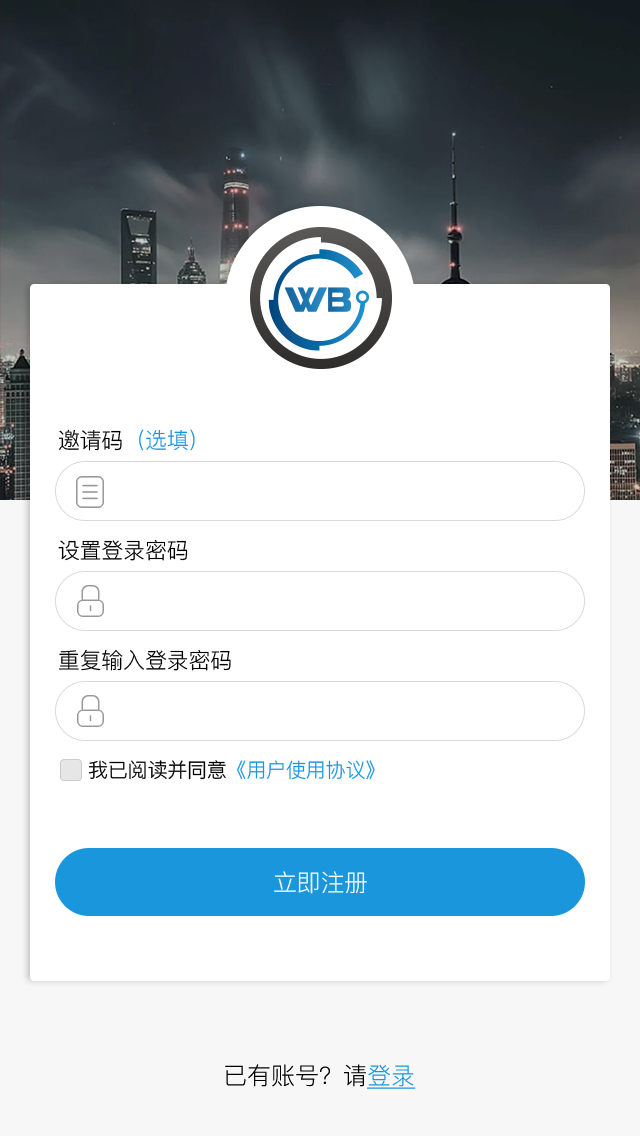 WB
邀请码（选填）
设置登录密码
重复输入登录密码
我已阅读并同意《用户使用协议》
立即注册
已有账号？请登录